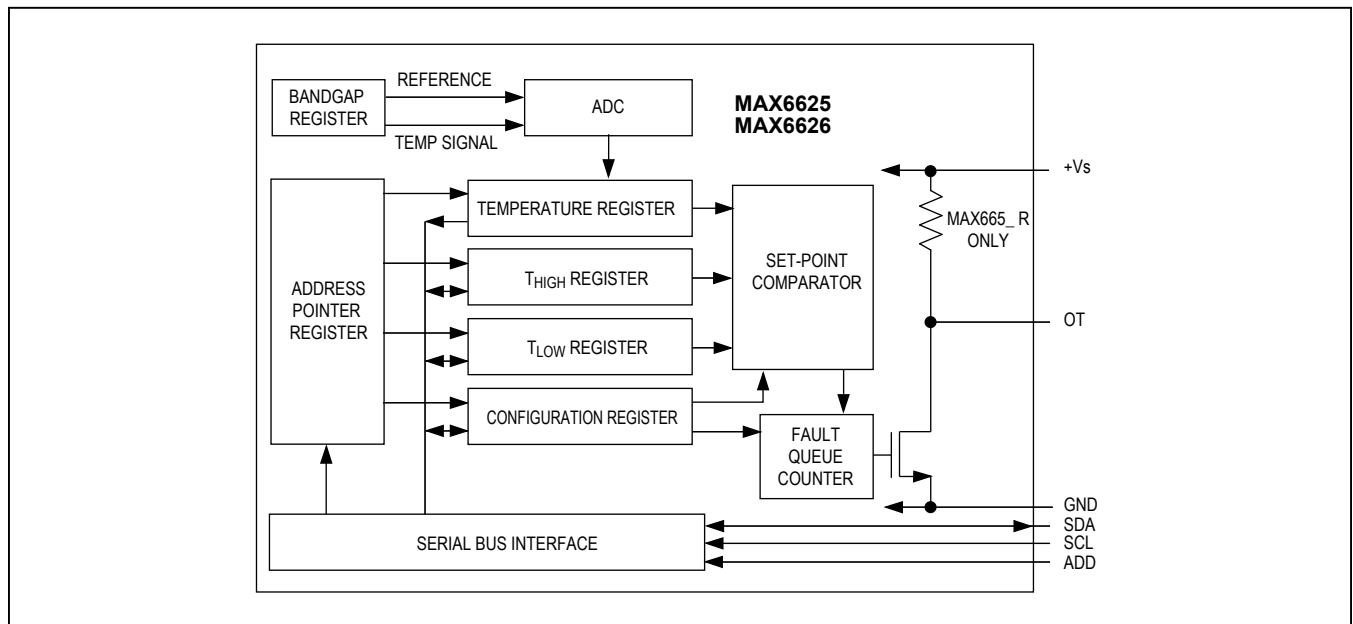 BANDGAP
REGISTER
REFERENCE
TEMP SIGNAL
ADC
MAX6625
MAX6626
+Vs
ADDRESS
POINTER
REGISTER
TEMPERATURE REGISTER
THIGH REGISTER
TLOW REGISTER
CONFIGURATION REGISTER
SET-POINT
COMPARATOR
MAX665_ R
ONLY
OT
FAULT
QUEUE
COUNTER
GND
SERIAL BUS INTERFACE
SDA
SCL
ADD